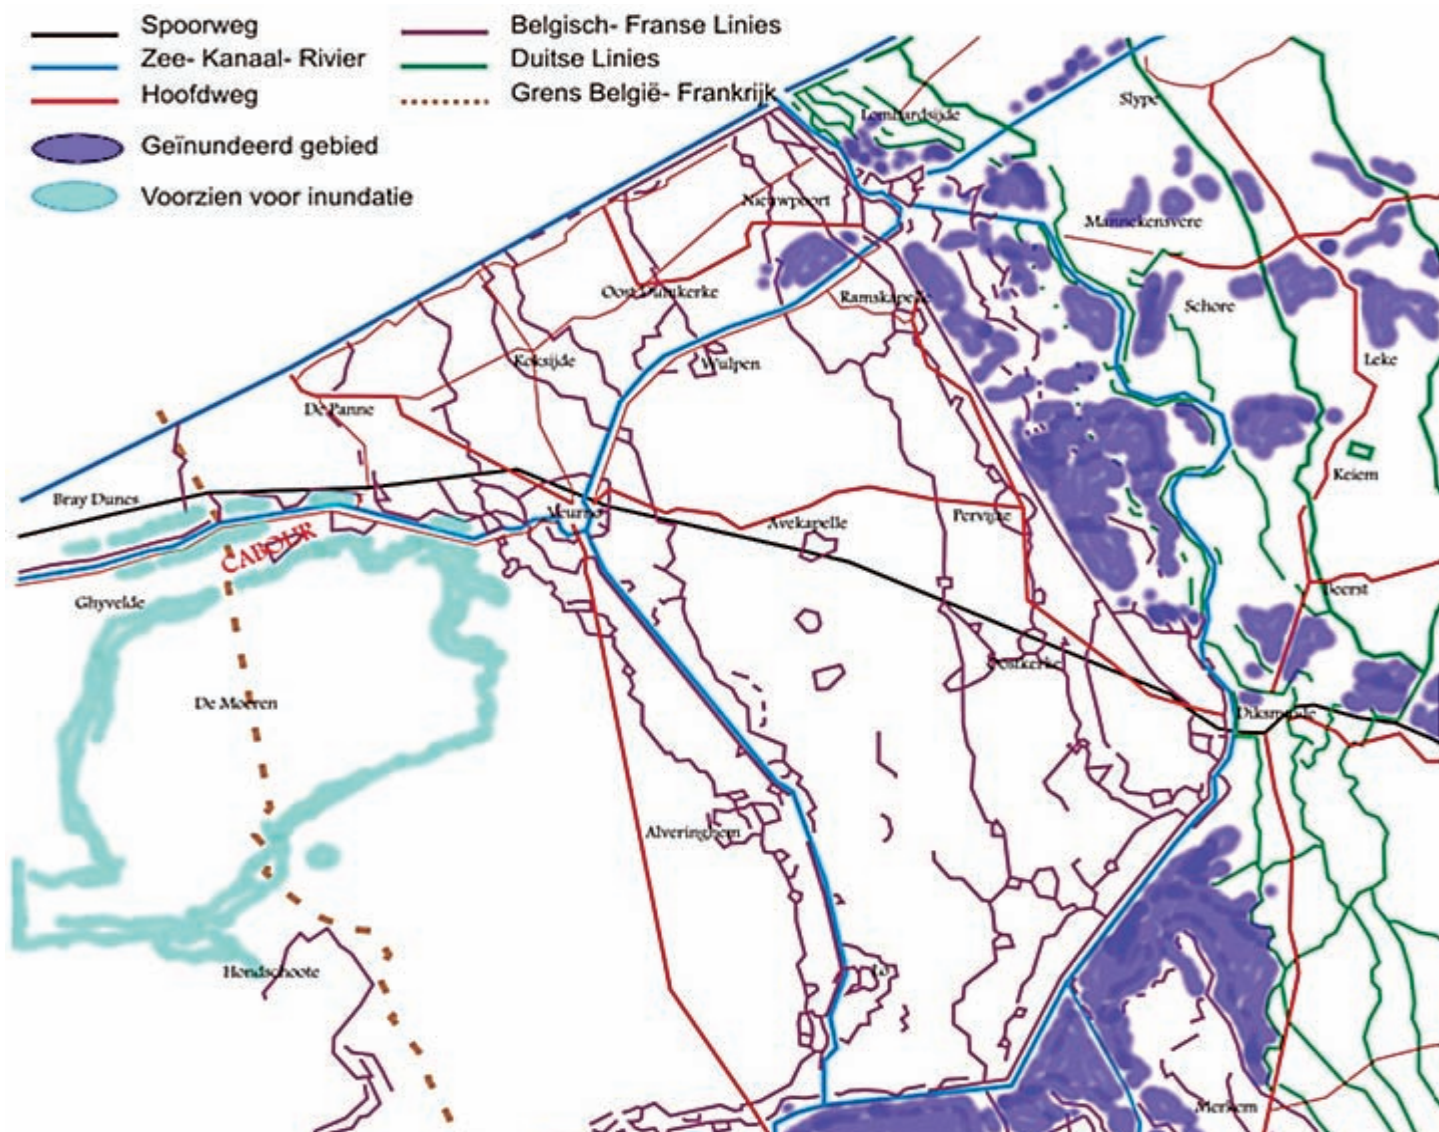 Spoorweg
Zee- Kanaal- Rivier
Hoofdweg
Geïnundeerd gebied
Voorzien voor inundatie
Belgisch- Franse Linies
Duitse Linies
Grens België- Frankrijk
Lombardsijde
Slype
Nieuwpoort
Mannekensvere
Oost Duinkerke
Ramskapelle
Schore
Koksijde
Wulpen
Leke
De Panne
Keiem
Bray Dunes
Veurne
Avekapelle
Pervijze
CABOUR
Ghyvelde
Beerst
Oostkerke
De Moeren
Diksmuide
Alveringhem
Hondschoote
Lo
Merkem